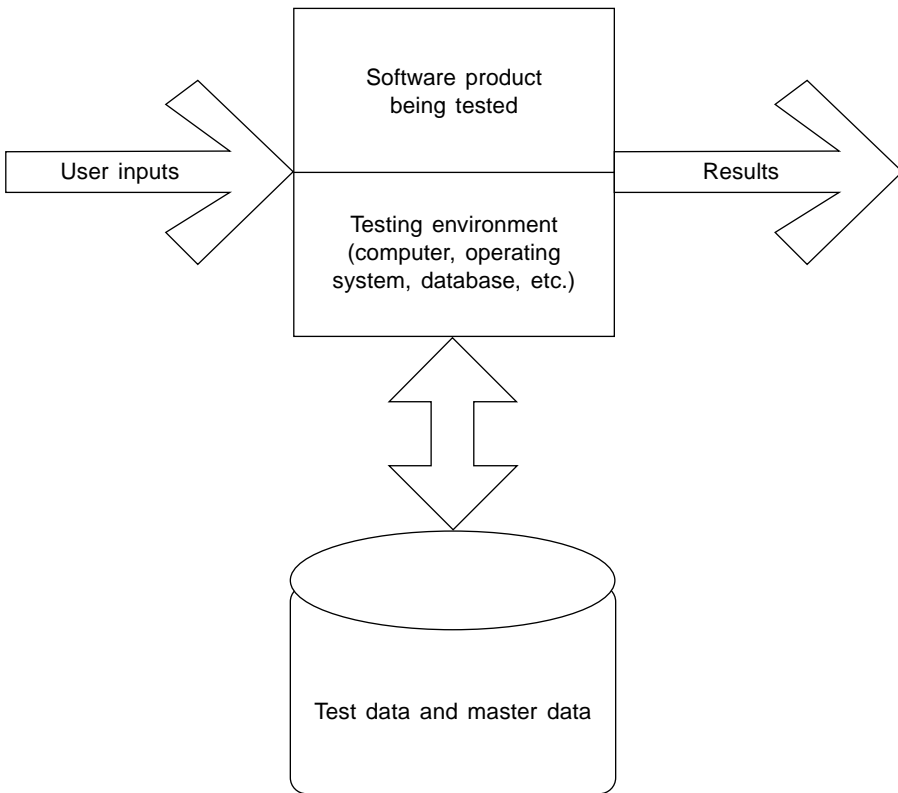 Software product
being tested
User inputs
Results
Testing environment
(computer, operating
system, database, etc.)
Test data and master data